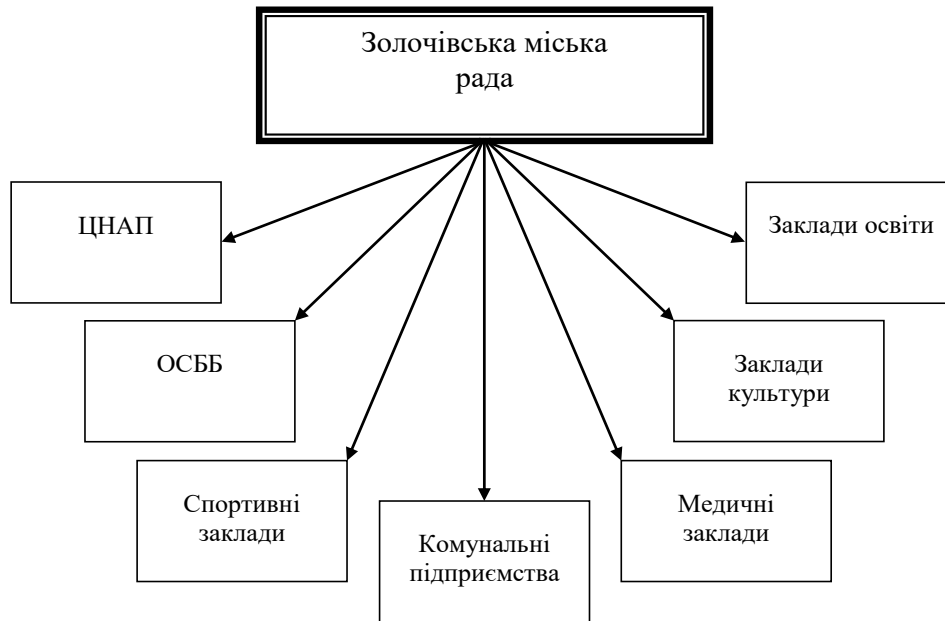 Золочівська міська
рада
ЦНАП
Заклади освіти
ОСББ
Заклади
культури
Спортивні
заклади
Комунальні
підприємства
Медичні
заклади